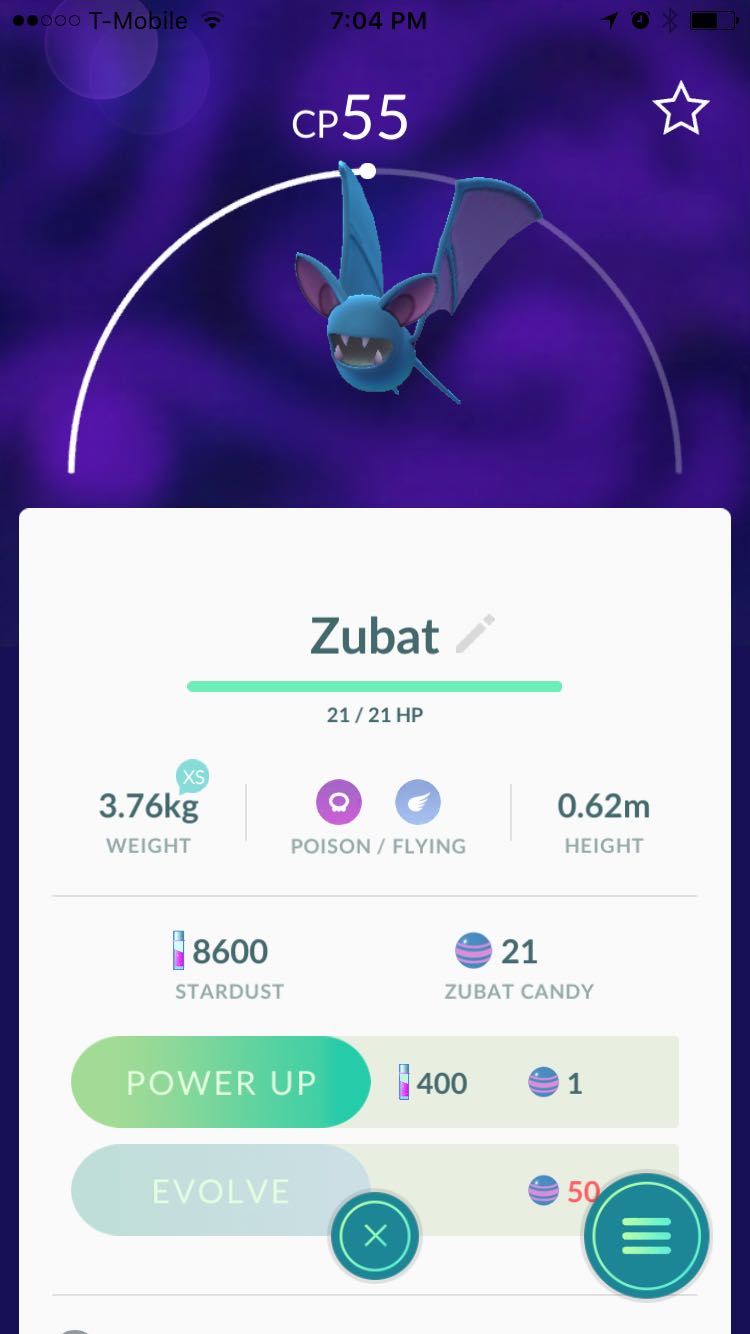 T-Mobile 7:04 PM
CP55
Zubat
21 / 21 HP
XS
3.76kg 0.62m
WEIGHT POISON / FLYING HEIGHT
8600 21
STARDUST ZUBAT CANDY
POWER UP 400 1
EVOLVE 50